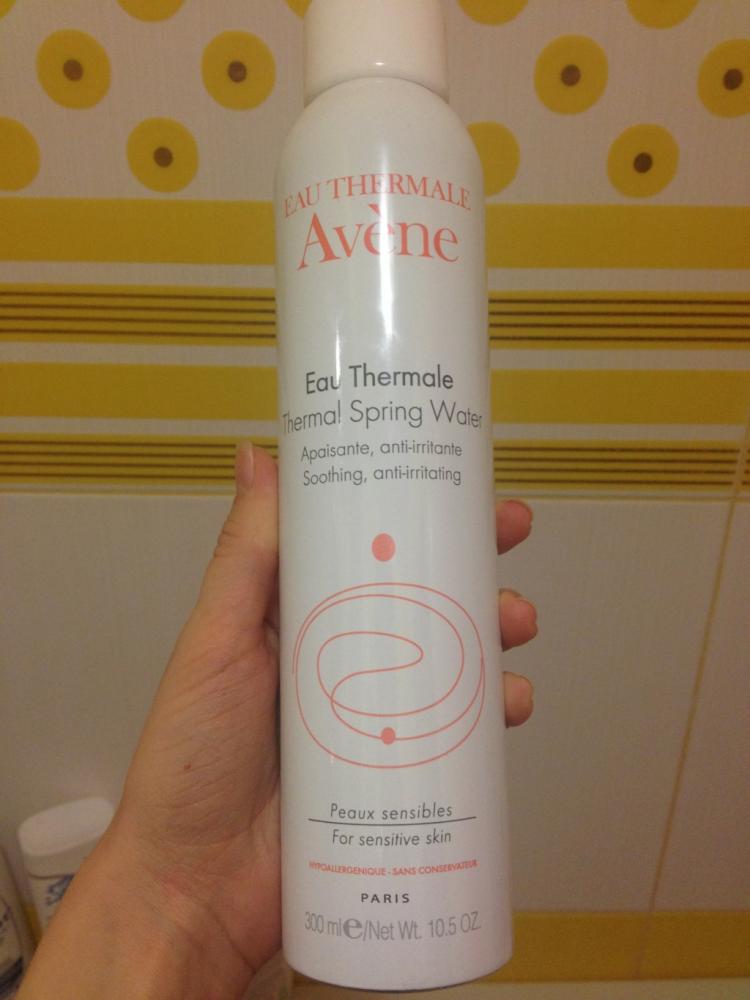 EAU THERMALE
Avène
Eau Thermale
Thermal Spring Water
Apaisante, anti-irritante
Soothing, anti-irritating
Peaux sensibles
For sensitive skin
HYPOALLERGENIQUE - SANS CONSERVATEUR
PARIS
300 ml e/Net Wt. 10.5 OZ.